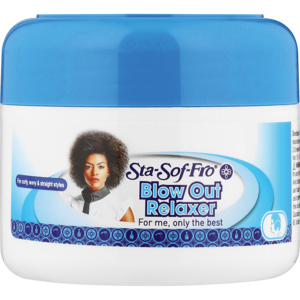 Sta-Sof-Fro
Blow Out
Relaxer
For me, only the best
For curly, wavy & straight styles